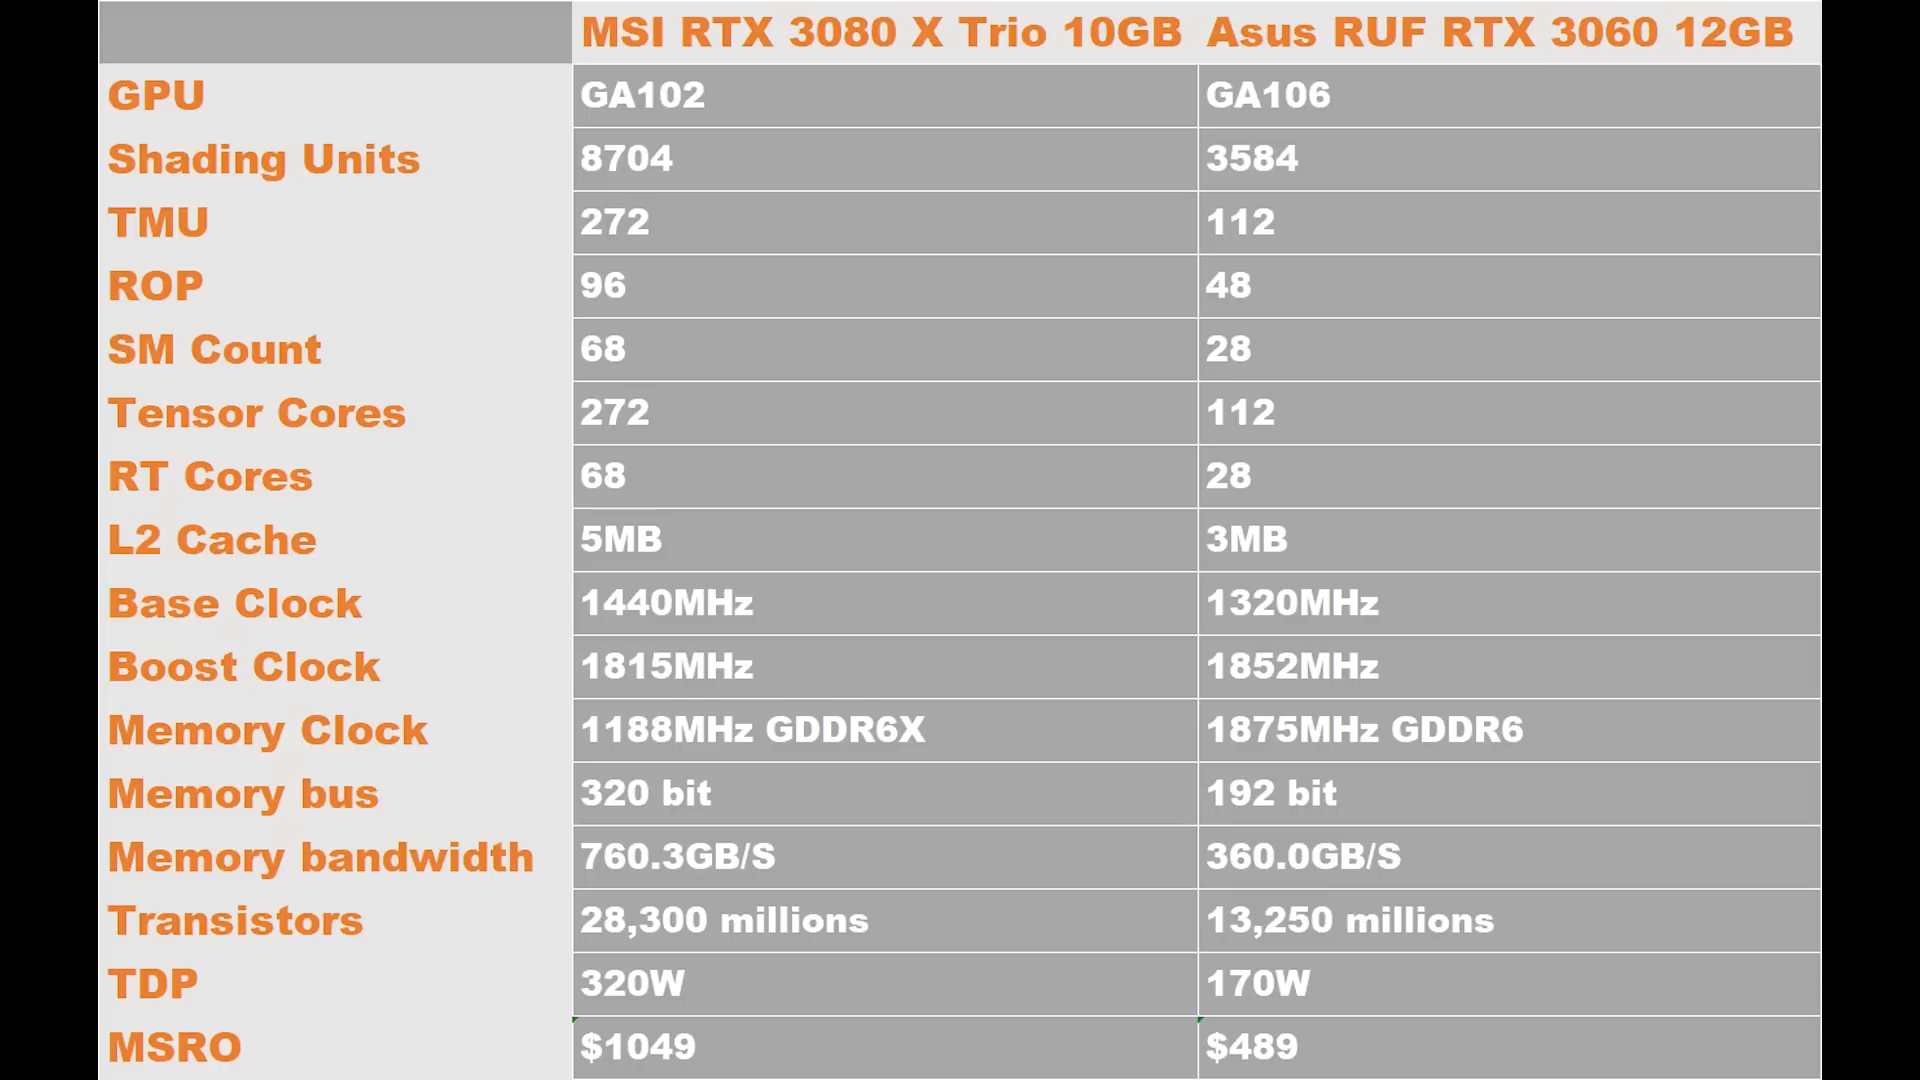 MSI RTX 3080 X Trio 10GB Asus RUF RTX 3060 12GB
GPU GA102 GA106
Shading Units 8704 3584
TMU 272 112
ROP 96 48
SM Count 68 28
Tensor Cores 272 112
RT Cores 68 28
L2 Cache 5MB 3MB
Base Clock 1440MHz 1320MHz
Boost Clock 1815MHz 1852MHz
Memory Clock 1188MHz GDDR6X 1875MHz GDDR6
Memory bus 320 bit 192 bit
Memory bandwidth 760.3GB/S 360.0GB/S
Transistors 28,300 millions 13,250 millions
TDP 320W 170W
MSRO $1049 $489